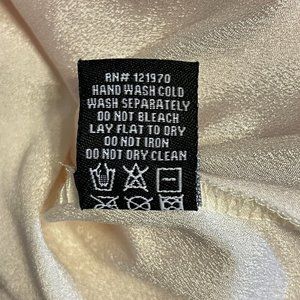 RN# 121970
HAND WASH COLD
WASH SEPARATELY
DO NOT BLEACH
LAY FLAT TO DRY
DO NOT IRON
DO NOT DRY CLEAN